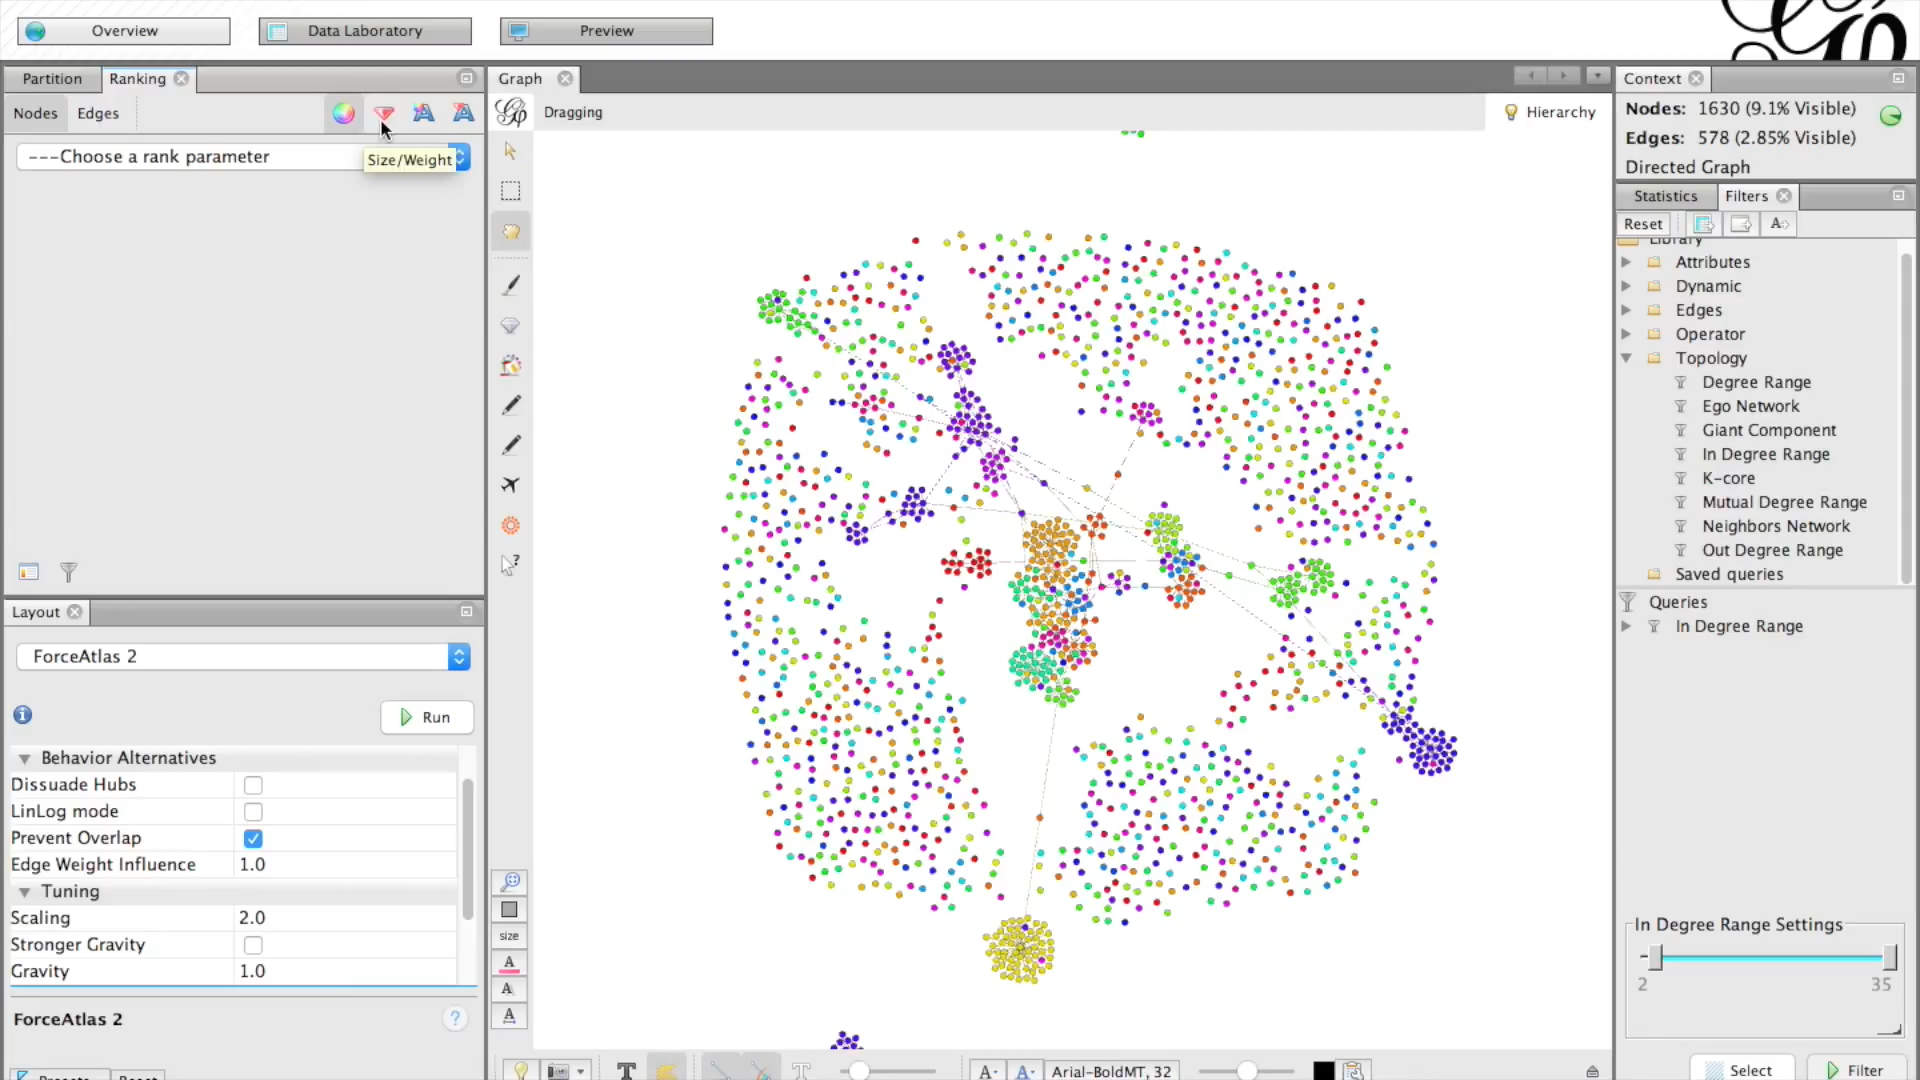 Overview
Data Laboratory
Preview
Partition
Ranking
Nodes
Edges
---Choose a rank parameter
Size/Weight
Layout
ForceAtlas 2
Run
Behavior Alternatives
Dissuade Hubs
LinLog mode
Prevent Overlap
Edge Weight Influence 1.0
Tuning
Scaling 2.0
Stronger Gravity
Gravity 1.0
ForceAtlas 2
?
Presets... Reset
Graph
Dragging
Hierarchy
size
A
A
A
T
T
A-
A-
Arial-BoldMT, 32
Context
Nodes: 1630 (9.1% Visible)
Edges: 578 (2.85% Visible)
Directed Graph
Statistics
Filters
Reset
Library
Attributes
Dynamic
Edges
Operator
Topology
Degree Range
Ego Network
Giant Component
In Degree Range
K-core
Mutual Degree Range
Neighbors Network
Out Degree Range
Saved queries
Queries
In Degree Range
In Degree Range Settings
2 35
Select
Filter